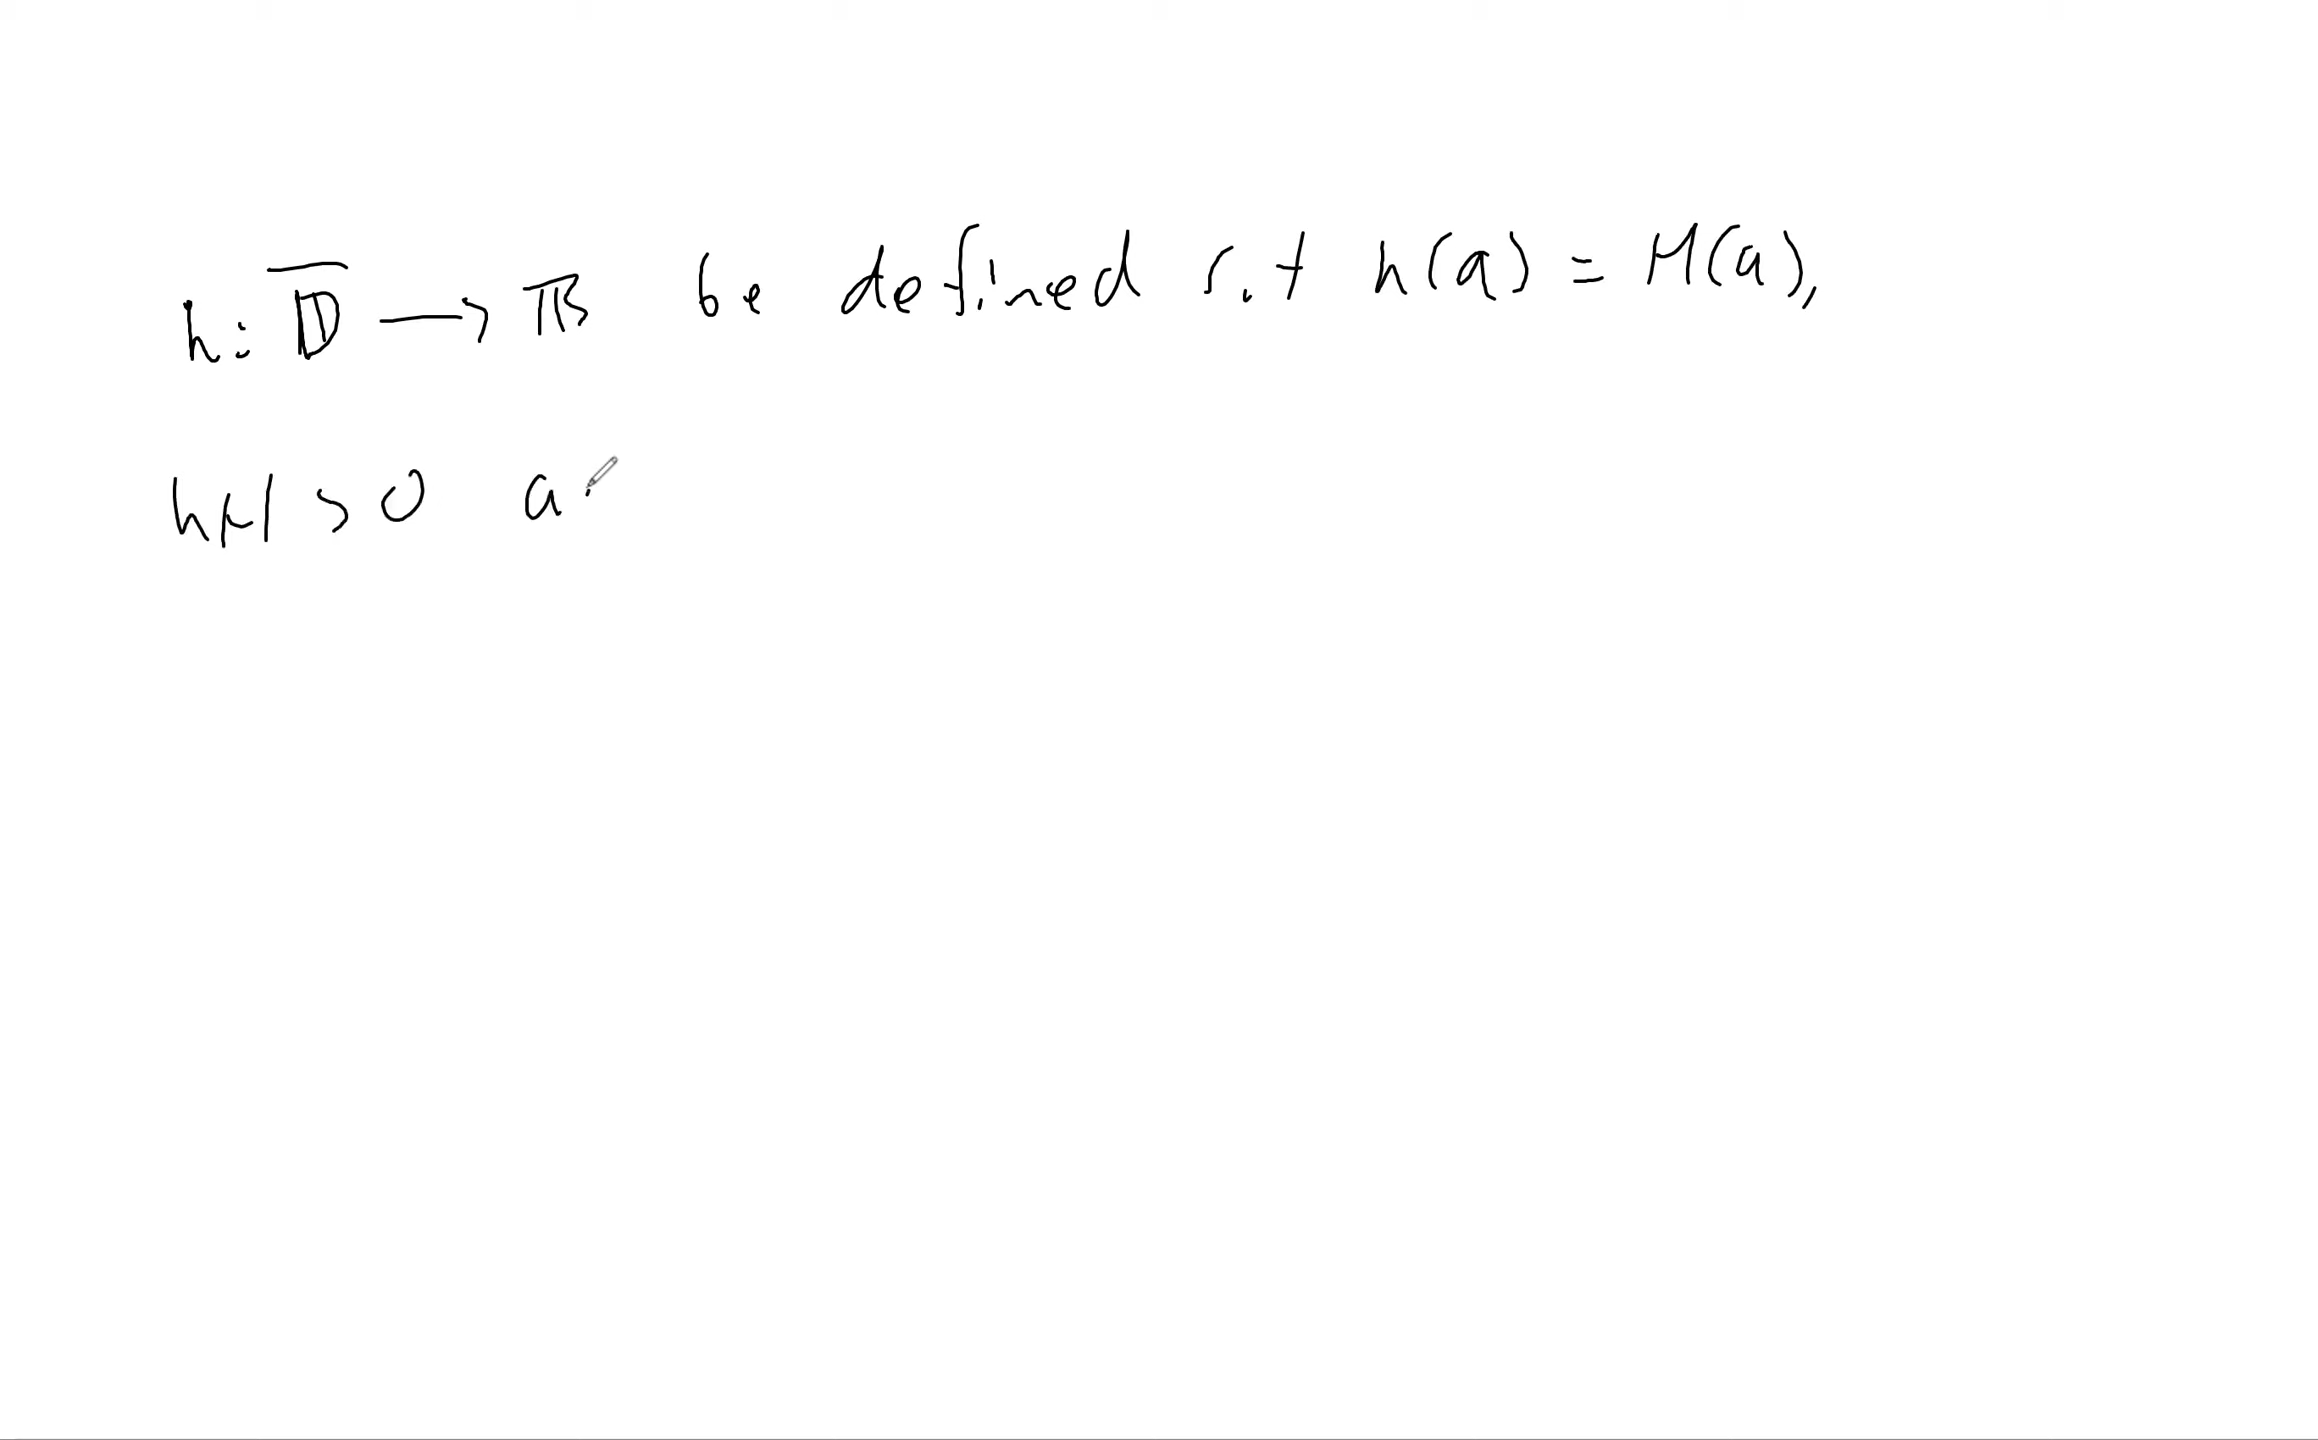 h: D̅ → ℝ be defined s.t h(a) = M(a),
h(-) > 0 a